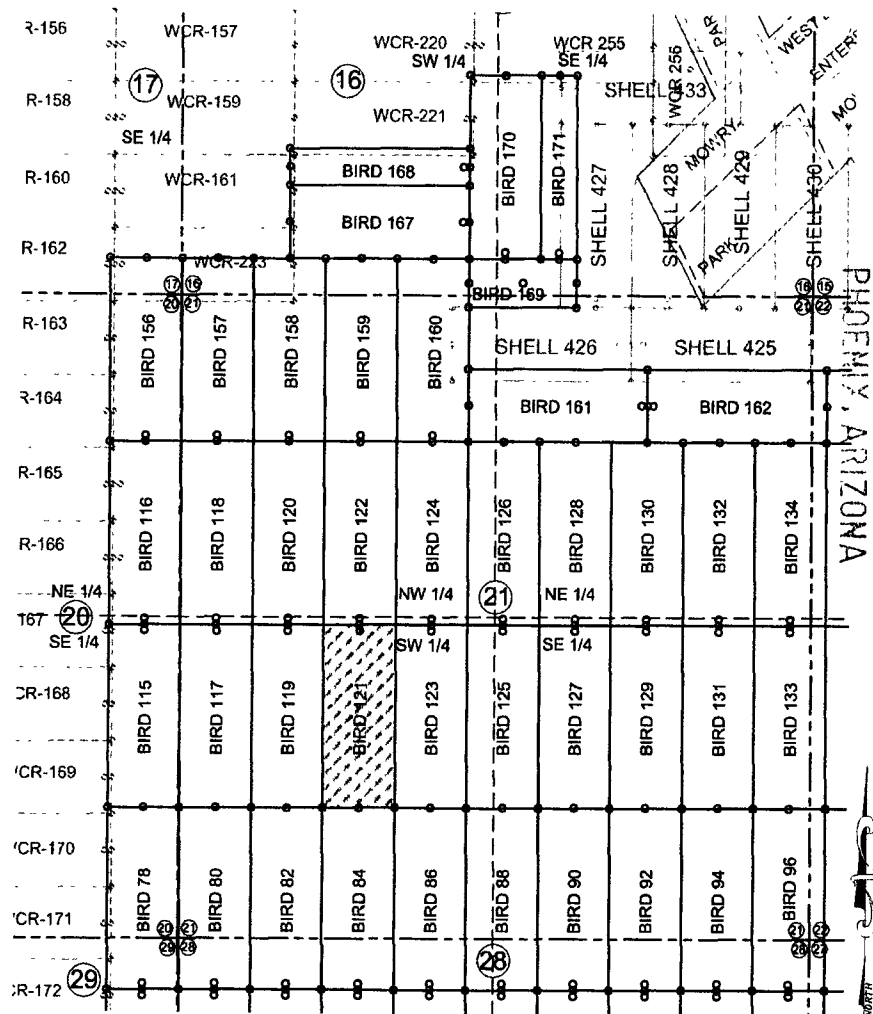 R-156
WCR-157
WCR-220
SW 1/4
WCR 255
SE 1/4
WCR 256
PAR
WEST
ENTER
17
16
R-158
WCR-159
WCR-221
SHELL 433
MOWRY
MO
SE 1/4
R-160
WCR-161
BIRD 168
BIRD 167
BIRD 170
BIRD 171
SHELL 427
SHELL 428
SHELL 429
SHELL 430
PARK
R-162
WCR-223
BIRD 169
17 16
20 21
16 15
21 22
R-163
BIRD 156
BIRD 157
BIRD 158
BIRD 159
BIRD 160
SHELL 426
SHELL 425
R-164
BIRD 161
BIRD 162
PHOENIX, ARIZONA
R-165
R-166
BIRD 116
BIRD 118
BIRD 120
BIRD 122
BIRD 124
BIRD 126
BIRD 128
BIRD 130
BIRD 132
BIRD 134
NE 1/4
NW 1/4
21
NE 1/4
167
20
SE 1/4
SW 1/4
SE 1/4
CR-168
BIRD 115
BIRD 117
BIRD 119
BIRD 121
BIRD 123
BIRD 125
BIRD 127
BIRD 129
BIRD 131
BIRD 133
CR-169
CR-170
CR-171
BIRD 78
BIRD 80
BIRD 82
BIRD 84
BIRD 86
BIRD 88
BIRD 90
BIRD 92
BIRD 94
BIRD 96
20 21
29 28
21 22
28 27
29
28
R-172
NORTH